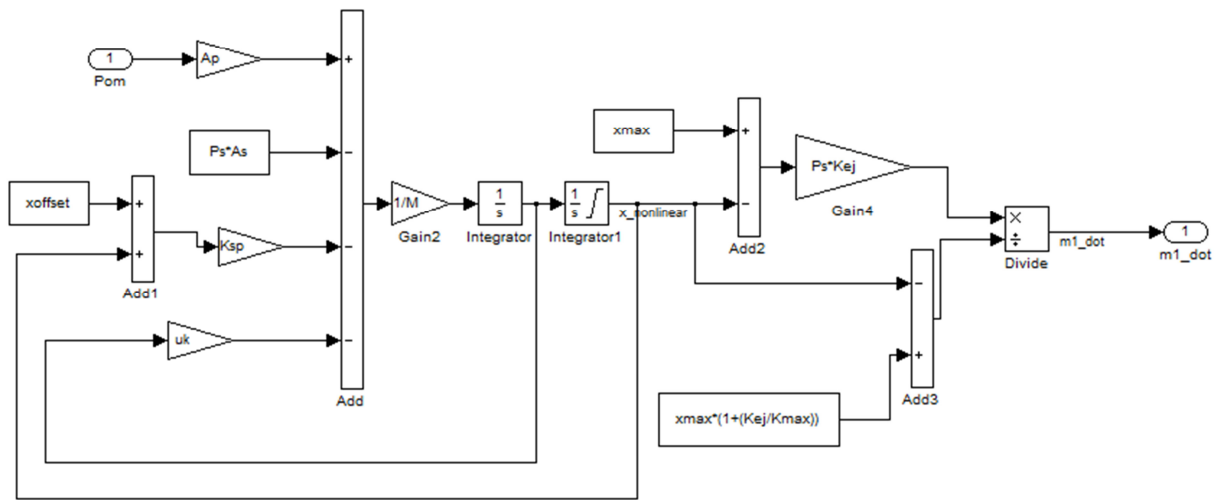 1
Pom
Ap
+
Ps*As
−
xoffset
+
+
Add1
Ksp
−
uk
−
Add
1/M
Gain2
1
s
Integrator
1
s
Integrator1
x_nonlinear
xmax
+
−
Add2
Ps*Kej
Gain4
×
÷
Divide
m1_dot
1
m1_dot
−
+
Add3
xmax*(1+(Kej/Kmax))